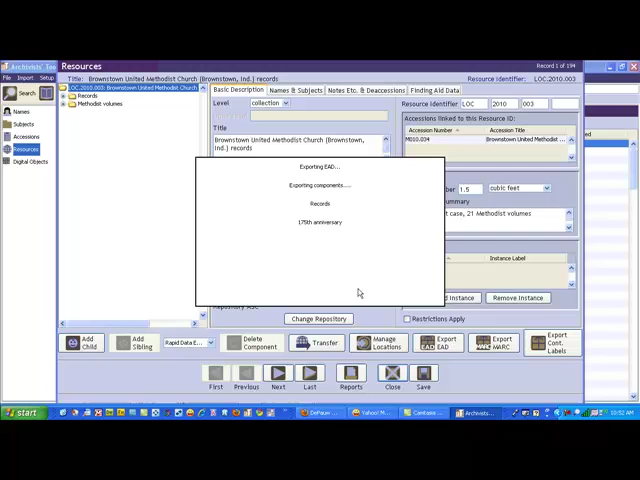 Archivists' Too
Resources
Record 1 of 194
File Import Setup
Title: Brownstown United Methodist Church (Brownstown, Ind.) records
Resource Identifier: LOC.2010.003
Search
Names
Subjects
Accessions
Resources
Digital Objects
LOC.2010.003: Brownstown United Methodist Church
Records
Methodist volumes
Basic Description
Names & Subjects
Notes Etc. & Deaccessions
Finding Aid Data
Level
collection
Resource Identifier
LOC
2010
003
Title
Brownstown United Methodist Church (Brownstown,
Ind.) records
Accessions linked to this Resource ID:
Accession Number
Accession Title
M010.034
Brownstown United Methodist ...
Exporting EAD...
Exporting components....
Records
175th anniversary
ber
1.5
cubic feet
ummary
t case, 21 Methodist volumes
Instance Label
d Instance
Remove Instance
Change Repository
Restrictions Apply
Add
Child
Add
Sibling
Rapid Data E...
Delete
Component
Transfer
Manage
Locations
Export
EAD
Export
MARC
Export
Cont.
Labels
First
Previous
Next
Last
Reports
Close
Save
start
DePauw ...
Yahoo! M...
Camtasia ...
Archivists...
10:52 AM